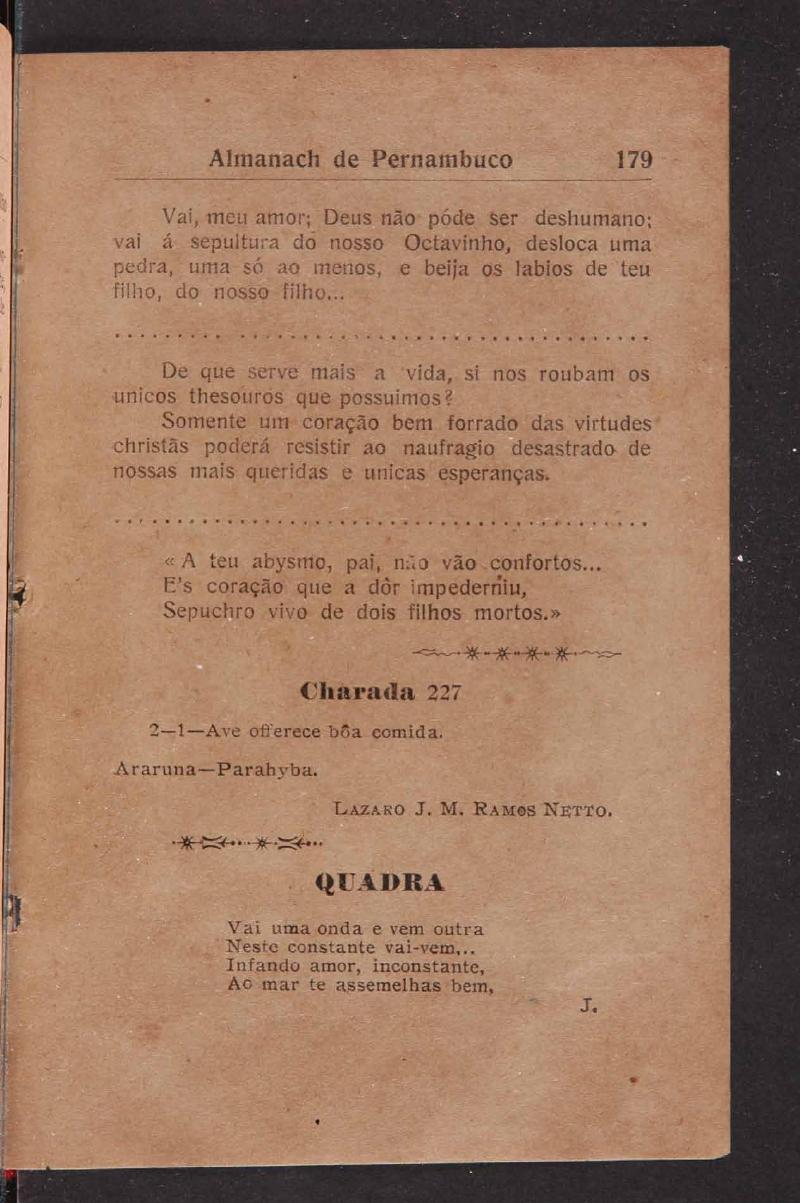 Almanach de Pernambuco 179
Vai, meu amor; Deus não póde ser deshumano;
vai á sepultura do nosso Octavinho, desloca uma
pedra, uma só ao menos, e beija os labios de teu
filho, do nosso filho...
De que serve mais a vida, si nos roubam os
unicos thesouros que possuimos?
Somente um coração bem forrado das virtudes
christãs poderá resistir ao naufragio desastrado de
nossas mais queridas e unicas esperanças.
« A teu abysmo, pai, não vão confortos...
E's coração que a dôr impederniu,
Sepuchro vivo de dois filhos mortos.»
Charada 227
2—1—Ave offerece bôa comida.
Araruna—Parahyba.
LAZARO J. M. RAMOS NETTO.
QUADRA
Vai uma onda e vem outra
Neste constante vai-vem...
Infando amor, inconstante,
Ao mar te assemelhas bem,
J.